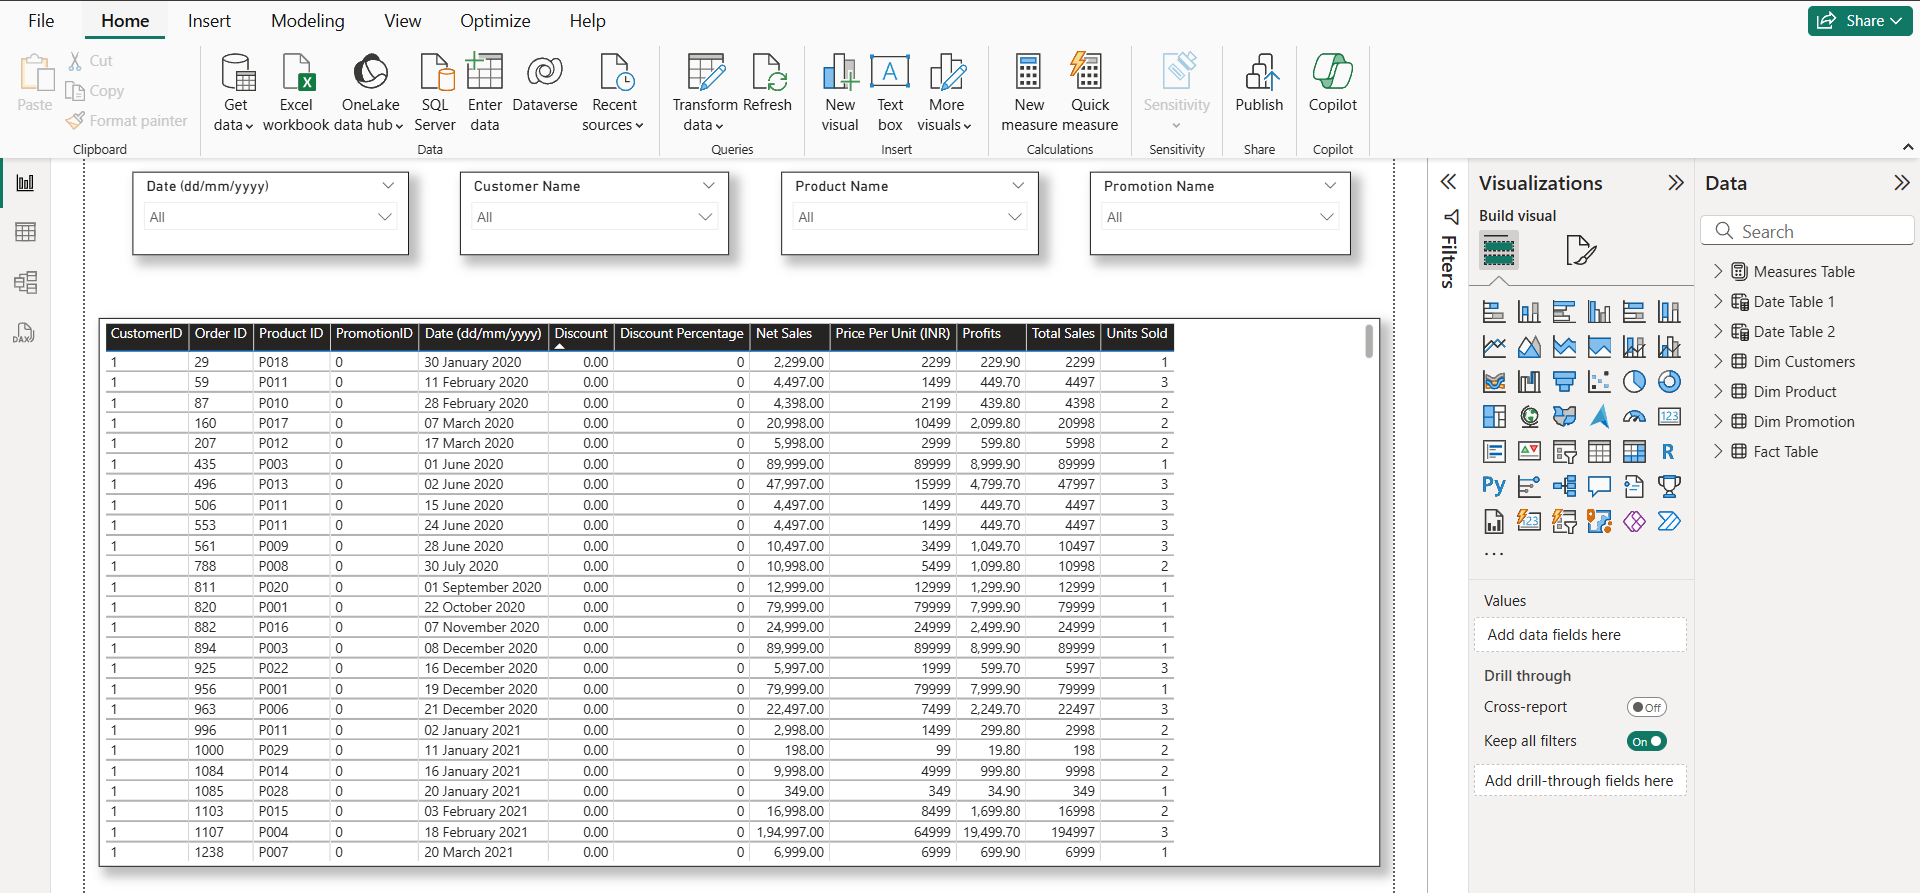 File Home Insert Modeling View Optimize Help Share
Paste Cut Copy Format painter Clipboard
Get data Excel workbook OneLake data hub SQL Server Enter data Dataverse Recent sources Data
Transform data Refresh Queries
New visual Text box More visuals Insert
New measure Quick measure Calculations
Sensitivity Sensitivity
Publish Share
Copilot Copilot
Date (dd/mm/yyyy) All
Customer Name All
Product Name All
Promotion Name All
CustomerID Order ID Product ID PromotionID Date (dd/mm/yyyy) Discount Discount Percentage Net Sales Price Per Unit (INR) Profits Total Sales Units Sold
1 29 P018 0 30 January 2020 0.00 0 2,299.00 2299 229.90 2299 1
1 59 P011 0 11 February 2020 0.00 0 4,497.00 1499 449.70 4497 3
1 87 P010 0 28 February 2020 0.00 0 4,398.00 2199 439.80 4398 2
1 160 P017 0 07 March 2020 0.00 0 20,998.00 10499 2,099.80 20998 2
1 207 P012 0 17 March 2020 0.00 0 5,998.00 2999 599.80 5998 2
1 435 P003 0 01 June 2020 0.00 0 89,999.00 89999 8,999.90 89999 1
1 496 P013 0 02 June 2020 0.00 0 47,997.00 15999 4,799.70 47997 3
1 506 P011 0 15 June 2020 0.00 0 4,497.00 1499 449.70 4497 3
1 553 P011 0 24 June 2020 0.00 0 4,497.00 1499 449.70 4497 3
1 561 P009 0 28 June 2020 0.00 0 10,497.00 3499 1,049.70 10497 3
1 788 P008 0 30 July 2020 0.00 0 10,998.00 5499 1,099.80 10998 2
1 811 P020 0 01 September 2020 0.00 0 12,999.00 12999 1,299.90 12999 1
1 820 P001 0 22 October 2020 0.00 0 79,999.00 79999 7,999.90 79999 1
1 882 P016 0 07 November 2020 0.00 0 24,999.00 24999 2,499.90 24999 1
1 894 P003 0 08 December 2020 0.00 0 89,999.00 89999 8,999.90 89999 1
1 925 P022 0 16 December 2020 0.00 0 5,997.00 1999 599.70 5997 3
1 956 P001 0 19 December 2020 0.00 0 79,999.00 79999 7,999.90 79999 1
1 963 P006 0 21 December 2020 0.00 0 22,497.00 7499 2,249.70 22497 3
1 996 P011 0 02 January 2021 0.00 0 2,998.00 1499 299.80 2998 2
1 1000 P029 0 11 January 2021 0.00 0 198.00 99 19.80 198 2
1 1084 P014 0 16 January 2021 0.00 0 9,998.00 4999 999.80 9998 2
1 1085 P028 0 20 January 2021 0.00 0 349.00 349 34.90 349 1
1 1103 P015 0 03 February 2021 0.00 0 16,998.00 8499 1,699.80 16998 2
1 1107 P004 0 18 February 2021 0.00 0 1,94,997.00 64999 19,499.70 194997 3
1 1238 P007 0 20 March 2021 0.00 0 6,999.00 6999 699.90 6999 1
Filters
Visualizations
Build visual
123
R
Py
123
...
Values
Add data fields here
Drill through
Cross-report Off
Keep all filters On
Add drill-through fields here
Data
Search
Measures Table
Date Table 1
Date Table 2
Dim Customers
Dim Product
Dim Promotion
Fact Table
DAX